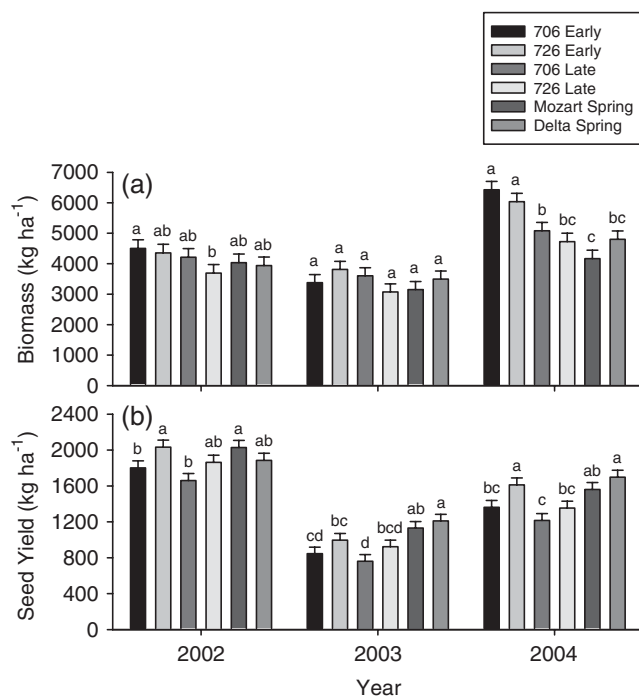 706 Early
726 Early
706 Late
726 Late
Mozart Spring
Delta Spring
(a)
Biomass (kg ha⁻¹)
7000
6000
5000
4000
3000
2000
1000
0
a ab ab b ab ab
a a a a a a
a a b bc c bc
(b)
Seed Yield (kg ha⁻¹)
2400
2000
1600
1200
800
400
0
b a b ab a ab
cd bc d bcd ab a
bc a c bc ab a
2002 2003 2004
Year